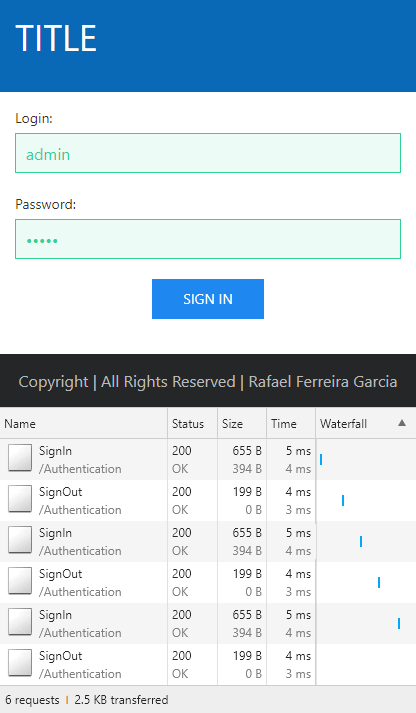 TITLE
Login:
admin
Password:
•••••
SIGN IN
Copyright | All Rights Reserved | Rafael Ferreira Garcia
Name Status Size Time Waterfall
SignIn 200 655 B 5 ms
/Authentication OK 394 B 4 ms
SignOut 200 199 B 4 ms
/Authentication OK 0 B 3 ms
SignIn 200 655 B 5 ms
/Authentication OK 394 B 4 ms
SignOut 200 199 B 4 ms
/Authentication OK 0 B 3 ms
SignIn 200 655 B 5 ms
/Authentication OK 394 B 4 ms
SignOut 200 199 B 4 ms
/Authentication OK 0 B 3 ms
6 requests | 2.5 KB transferred